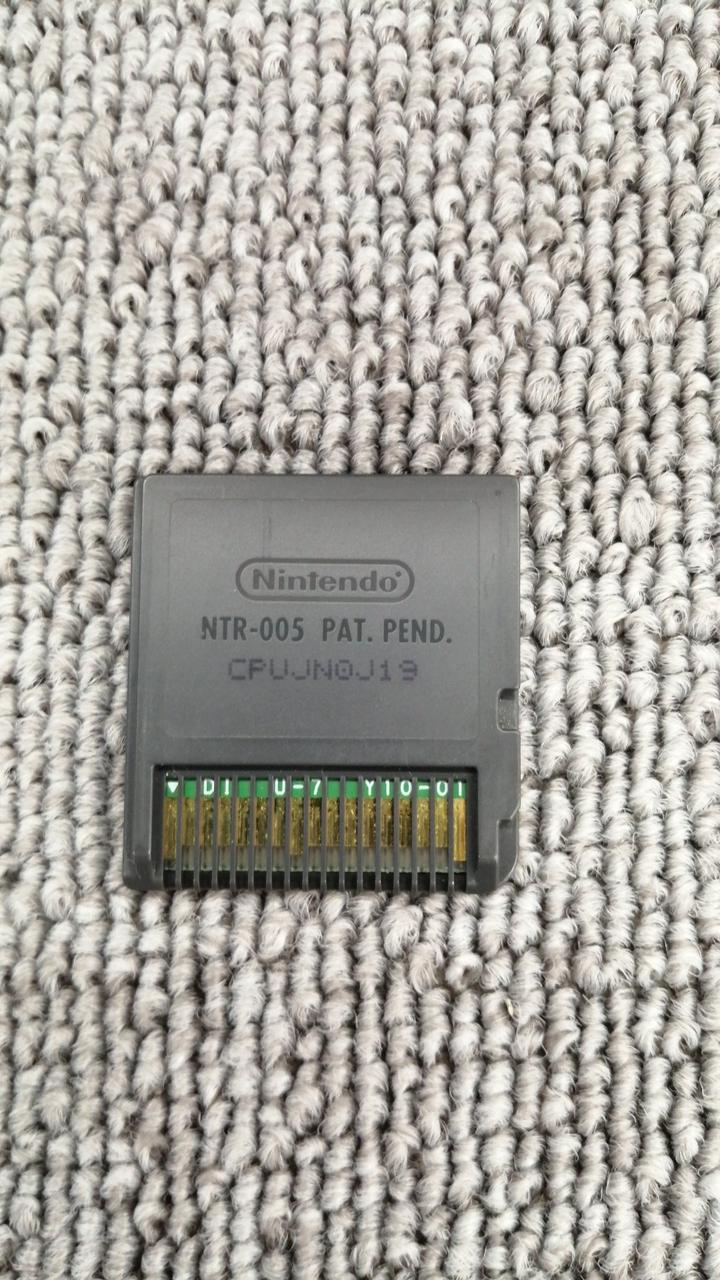 Nintendo
NTR-005 PAT. PEND.
CPUJN0J19
▼ DI U-7 Y10-01